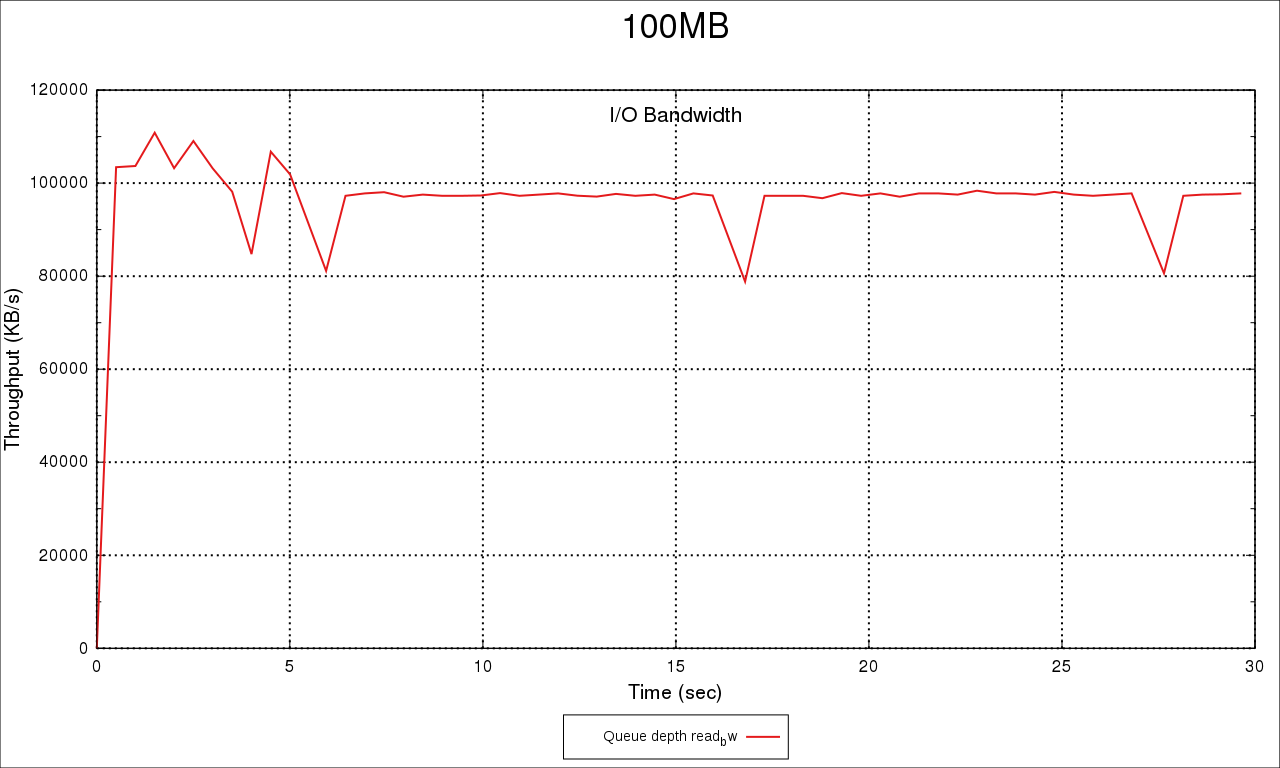 100MB
I/O Bandwidth
120000
100000
80000
60000
40000
20000
0
Throughput (KB/s)
0 5 10 15 20 25 30
Time (sec)
Queue depth read_bw